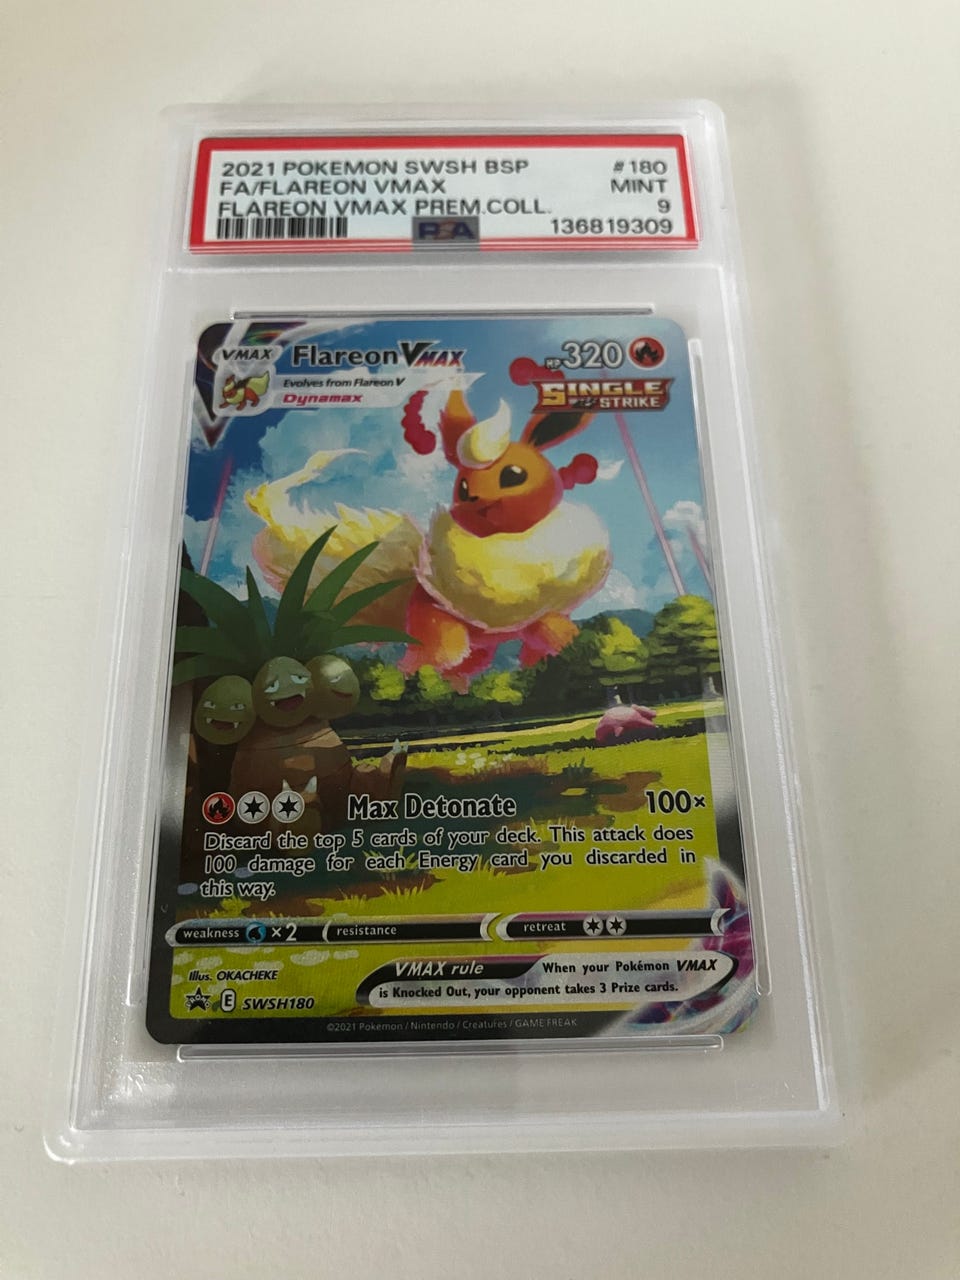 2021 POKEMON SWSH BSP #180
FA/FLAREON VMAX MINT
FLAREON VMAX PREM.COLL. 9
PSA 136819309
VMAX Flareon VMAX HP 320
Evolves from Flareon V
Dynamax
SINGLE
STRIKE
Max Detonate 100×
Discard the top 5 cards of your deck. This attack does
100 damage for each Energy card you discarded in
this way.
weakness ×2 resistance retreat
Illus. OKACHEKE
VMAX rule When your Pokémon VMAX
is Knocked Out, your opponent takes 3 Prize cards.
E SWSH180
©2021 Pokémon / Nintendo / Creatures / GAME FREAK